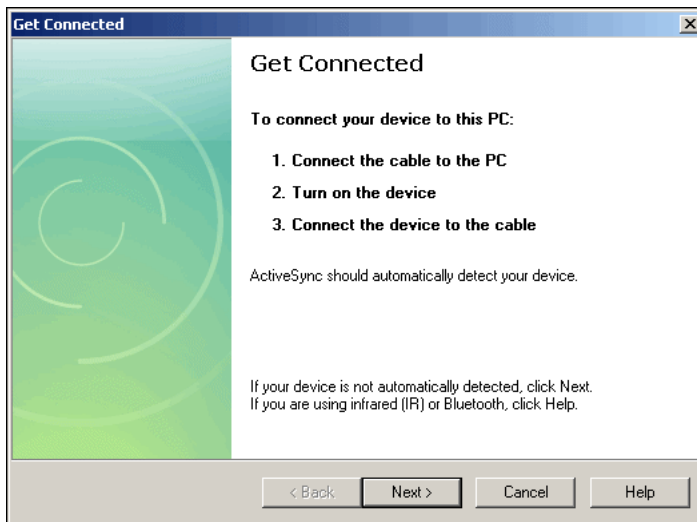 Get Connected
Get Connected
To connect your device to this PC:
1. Connect the cable to the PC
2. Turn on the device
3. Connect the device to the cable
ActiveSync should automatically detect your device.
If your device is not automatically detected, click Next.
If you are using infrared (IR) or Bluetooth, click Help.
< Back Next > Cancel Help